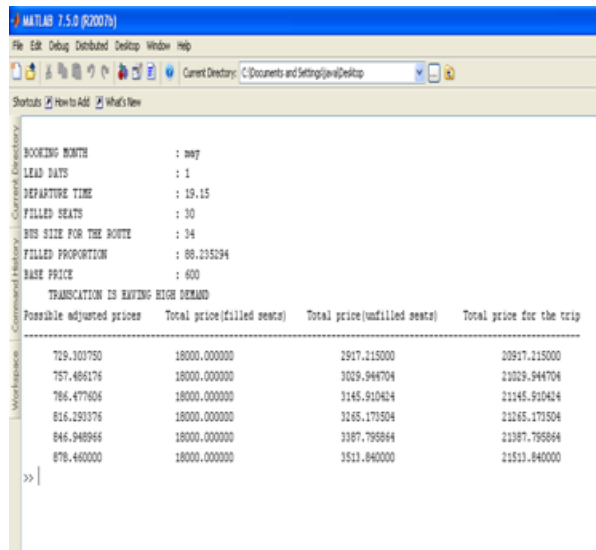 MATLAB 7.5.0 (R2007b)
File Edit Debug Distributed Desktop Window Help
Current Directory: C:\Documents and Settings\java\Desktop
Shortcuts How to Add What's New
Current Directory
Command History
Workspace
BOOKING MONTH : may
LEAD DAYS : 1
DEPARTURE TIME : 19.15
FILLED SEATS : 30
BUS SIZE FOR THE ROUTE : 34
FILLED PROPORTION : 88.235294
BASE PRICE : 600
TRANSCATION IS HAVING HIGH DEMAND
Possible adjusted prices Total price(filled seats) Total price(unfilled seats) Total price for the trip
729.303750 18000.000000 2917.215000 20917.215000
757.486176 18000.000000 3029.944704 21029.944704
786.477606 18000.000000 3145.910424 21145.910424
816.293376 18000.000000 3265.173504 21265.173504
846.948966 18000.000000 3387.795864 21387.795864
878.460000 18000.000000 3513.840000 21513.840000
>>